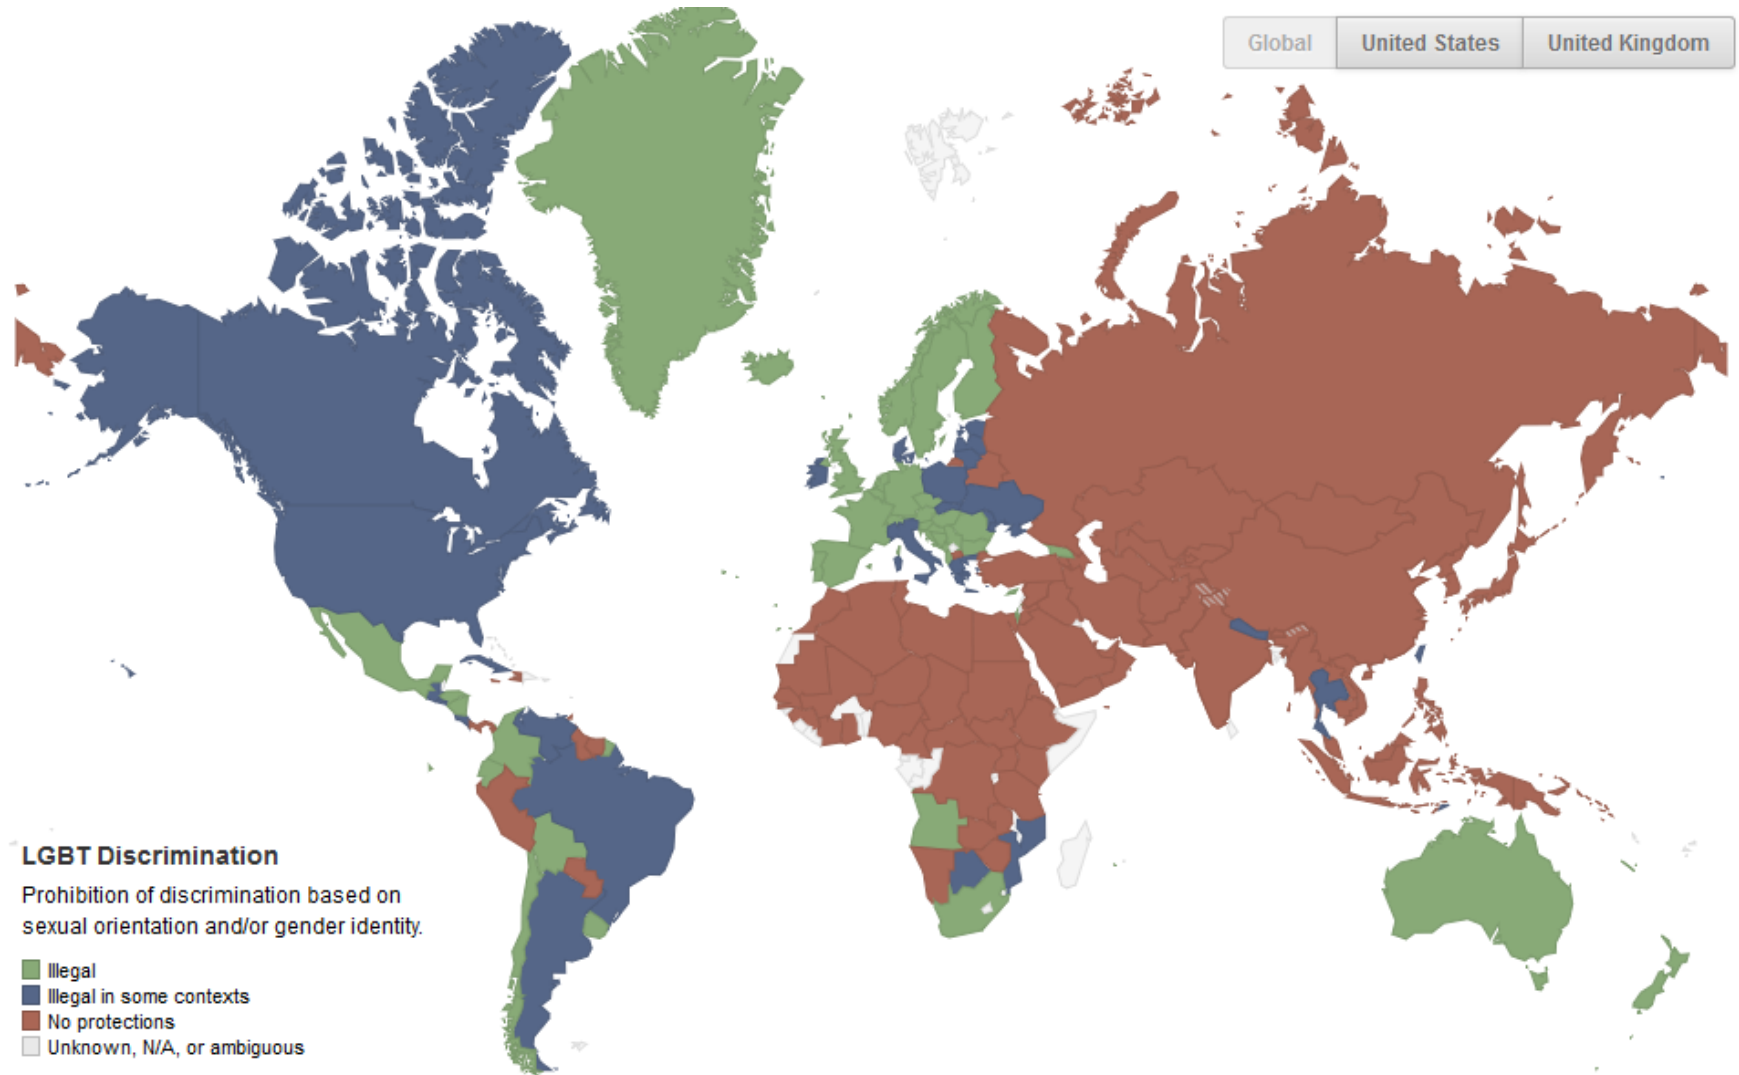 Global
United States
United Kingdom
LGBT Discrimination
Prohibition of discrimination based on
sexual orientation and/or gender identity.
Illegal
Illegal in some contexts
No protections
Unknown, N/A, or ambiguous